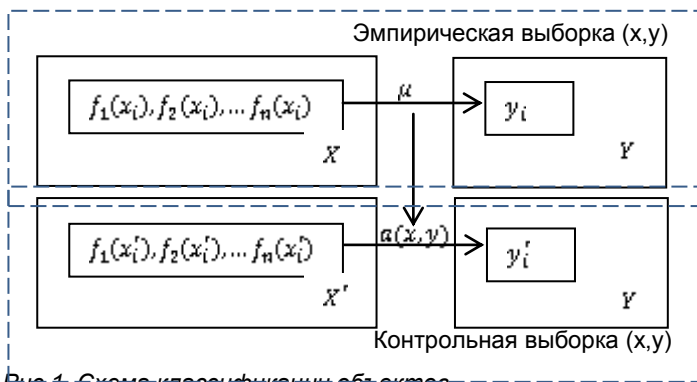 Эмпирическая выборка (x,y)
f₁(xᵢ), f₂(xᵢ), … fₙ(xᵢ)
μ
yᵢ
X
Y
f₁(x'ᵢ), f₂(x'ᵢ), … fₙ(x'ᵢ)
a(x,y)
y'ᵢ
X'
Y
Контрольная выборка (x,y)
Рис 1. Схема классификации объектов